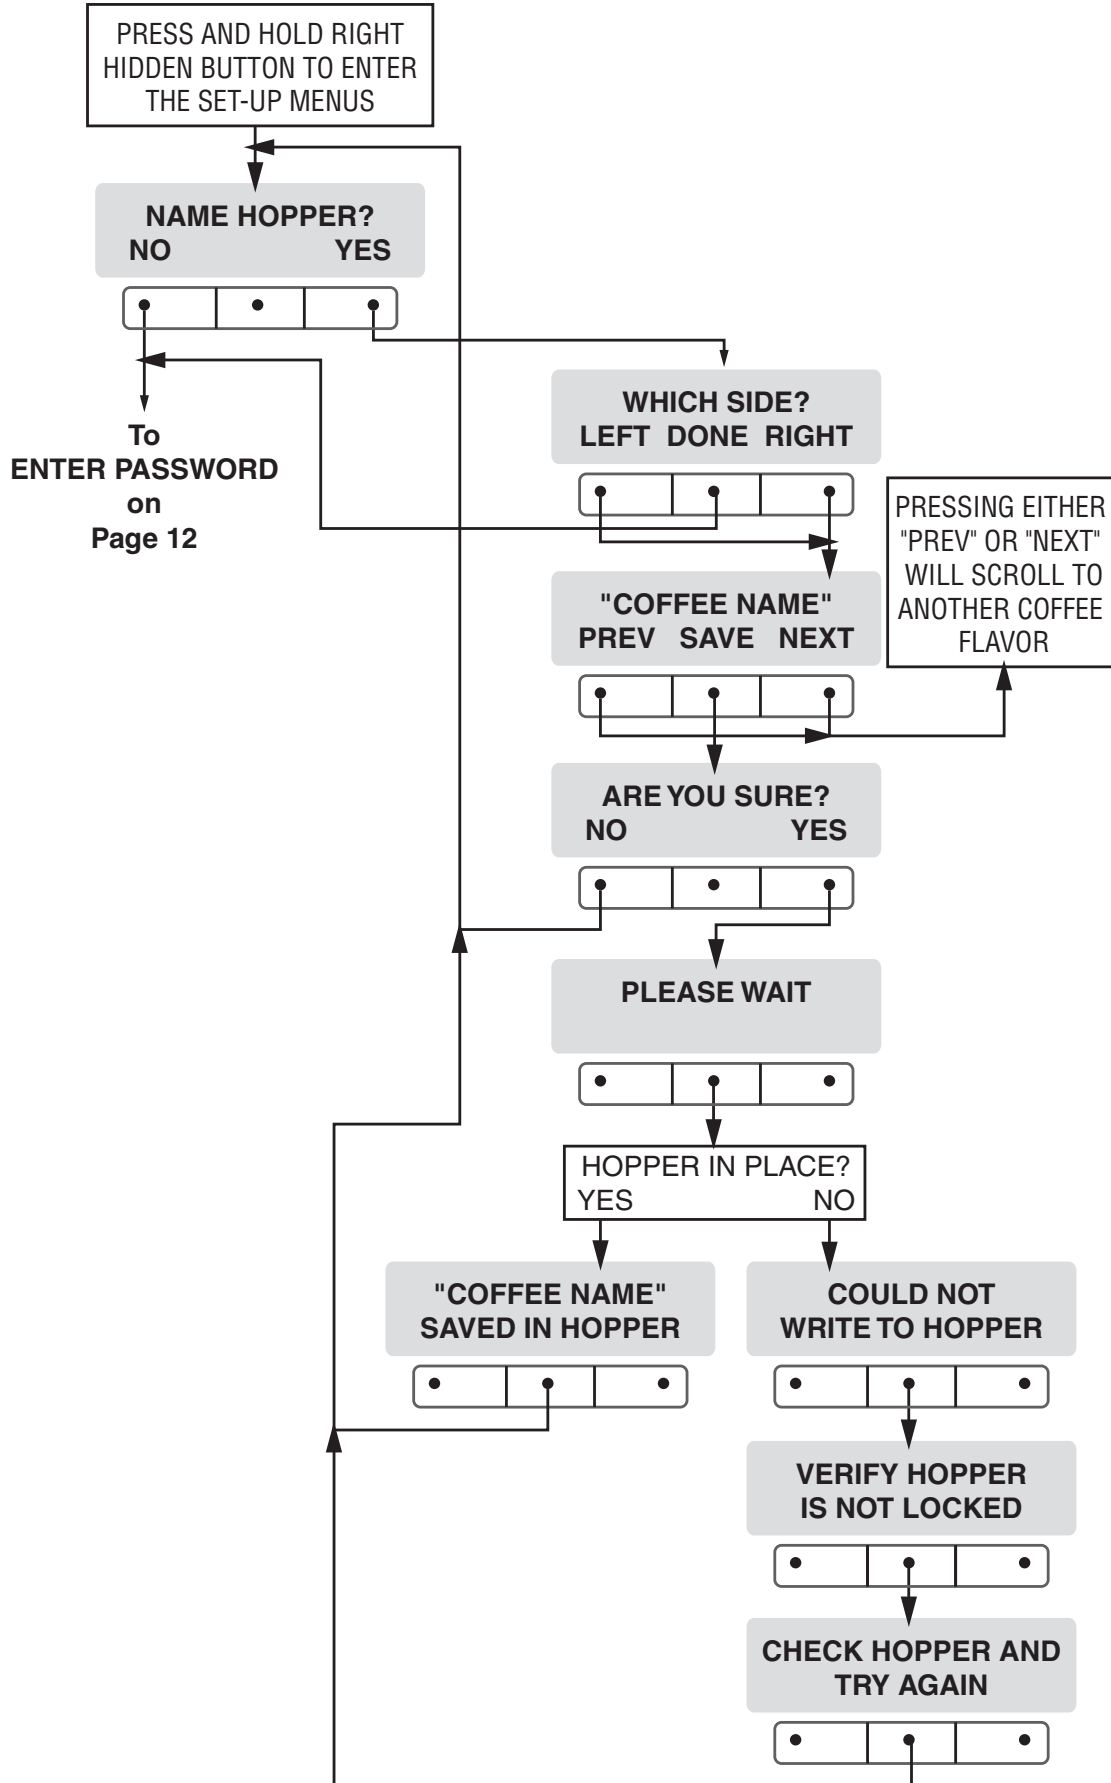 PRESS AND HOLD RIGHT
HIDDEN BUTTON TO ENTER
THE SET-UP MENUS
NAME HOPPER?
NO YES
To
ENTER PASSWORD
on
Page 12
WHICH SIDE?
LEFT DONE RIGHT
PRESSING EITHER
"PREV" OR "NEXT"
WILL SCROLL TO
ANOTHER COFFEE
FLAVOR
"COFFEE NAME"
PREV SAVE NEXT
ARE YOU SURE?
NO YES
PLEASE WAIT
HOPPER IN PLACE?
YES NO
"COFFEE NAME"
SAVED IN HOPPER
COULD NOT
WRITE TO HOPPER
VERIFY HOPPER
IS NOT LOCKED
CHECK HOPPER AND
TRY AGAIN